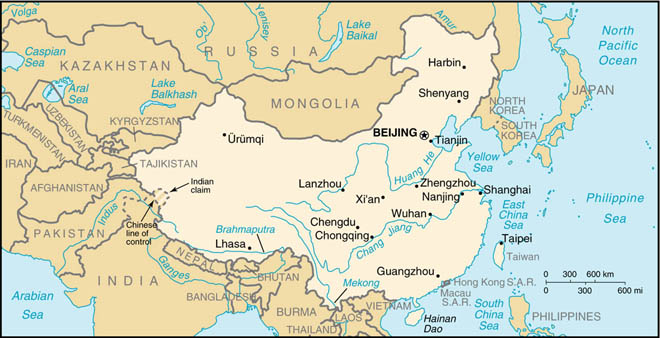 Volga
Ob'
Yenisey
Lake
Baikal
Amur
North
Pacific
Ocean
RUSSIA
Caspian
Sea
KAZAKHSTAN
Harbin
Aral
Sea
Lake
Balkhash
MONGOLIA
Shenyang
JAPAN
UZBEKISTAN
TURKMENISTAN
KYRGYZSTAN
Ürümqi
BEIJING
Tianjin
NORTH
KOREA
SOUTH
KOREA
IRAN
TAJIKISTAN
Huang He
Yellow
Sea
AFGHANISTAN
Indian
claim
Lanzhou
Zhengzhou
Xi'an
Nanjing
Shanghai
Indus
Chinese
line of
control
Wuhan
East
China
Sea
Philippine
Sea
PAKISTAN
Brahmaputra
Chengdu
Chongqing
Chang Jiang
Lhasa
NEPAL
Taipei
Taiwan
INDIA
Ganges
BHUTAN
Guangzhou
Mekong
Hong Kong S.A.R.
Macau
S.A.R.
0 300 600 km
0 300 600 mi
BANGLADESH
Arabian
Sea
BURMA
VIETNAM
LAOS
THAILAND
Hainan
Dao
South
China
Sea
PHILIPPINES